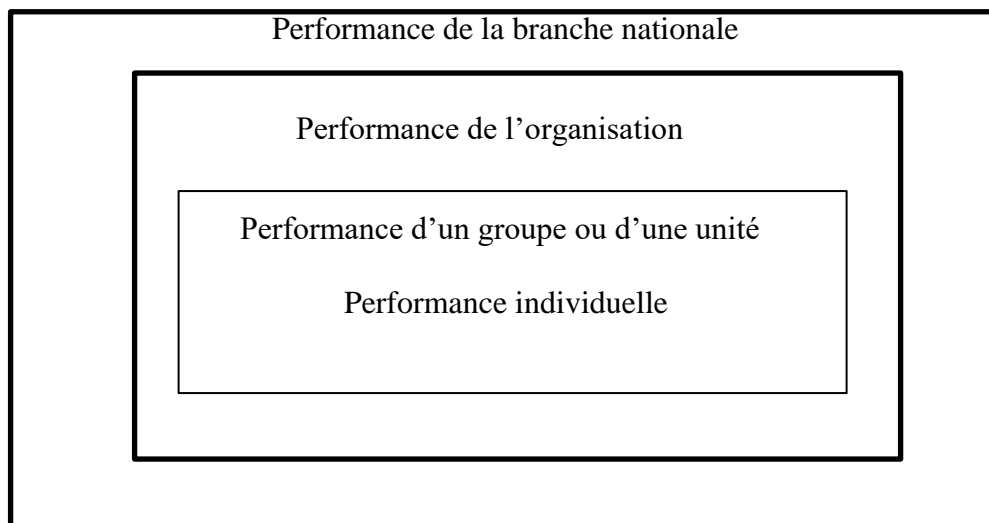 Performance de la branche nationale
Performance de l’organisation
Performance d’un groupe ou d’une unité
Performance individuelle